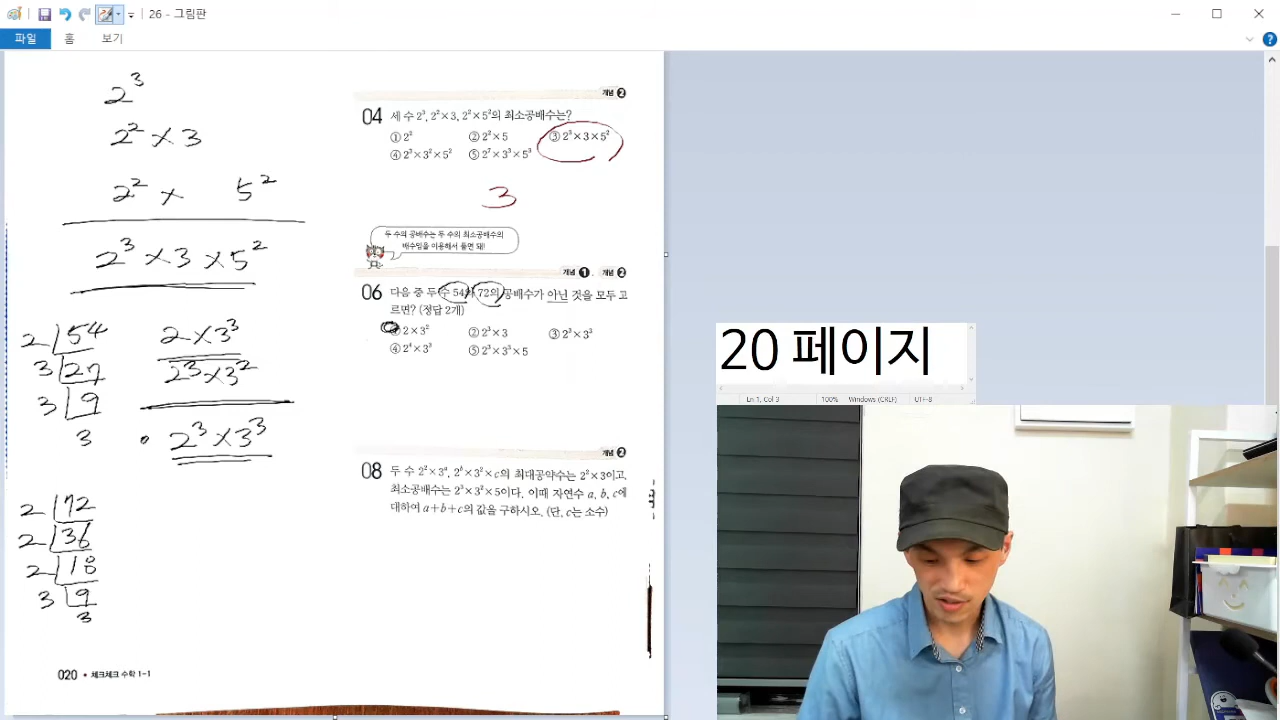 26 - 그림판
파일 홈 보기
2³
2² × 3
2² × 5²
2³ × 3 × 5²
2 54
3 27
3 9
3
2 × 3³
2³ × 3²
2³ × 3³
2 72
2 36
2 18
3 9
3
개념 2
04 세 수 2³, 2²×3, 2²×5²의 최소공배수는?
① 2² ② 2²×5 ③ 2³×3×5²
④ 2³×3²×5² ⑤ 2⁷×3³×5³
3
두 수의 공배수는 두 수의 최소공배수의
배수임을 이용해서 풀면 돼!
개념 1, 개념 2
06 다음 중 두 수 54와 72의 공배수가 아닌 것을 모두 고
르면? (정답 2개)
① 2×3² ② 2³×3 ③ 2³×3³
④ 2⁴×3³ ⑤ 2³×3³×5
개념 2
08 두 수 2²×3ᵃ, 2ᵇ×3²×c의 최대공약수는 2²×3이고,
최소공배수는 2³×3²×5이다. 이때 자연수 a, b, c에
대하여 a+b+c의 값을 구하시오. (단, c는 소수)
020 • 체크체크 수학 1-1
20 페이지
Ln 1, Col 3 100% Windows (CRLF) UTF-8